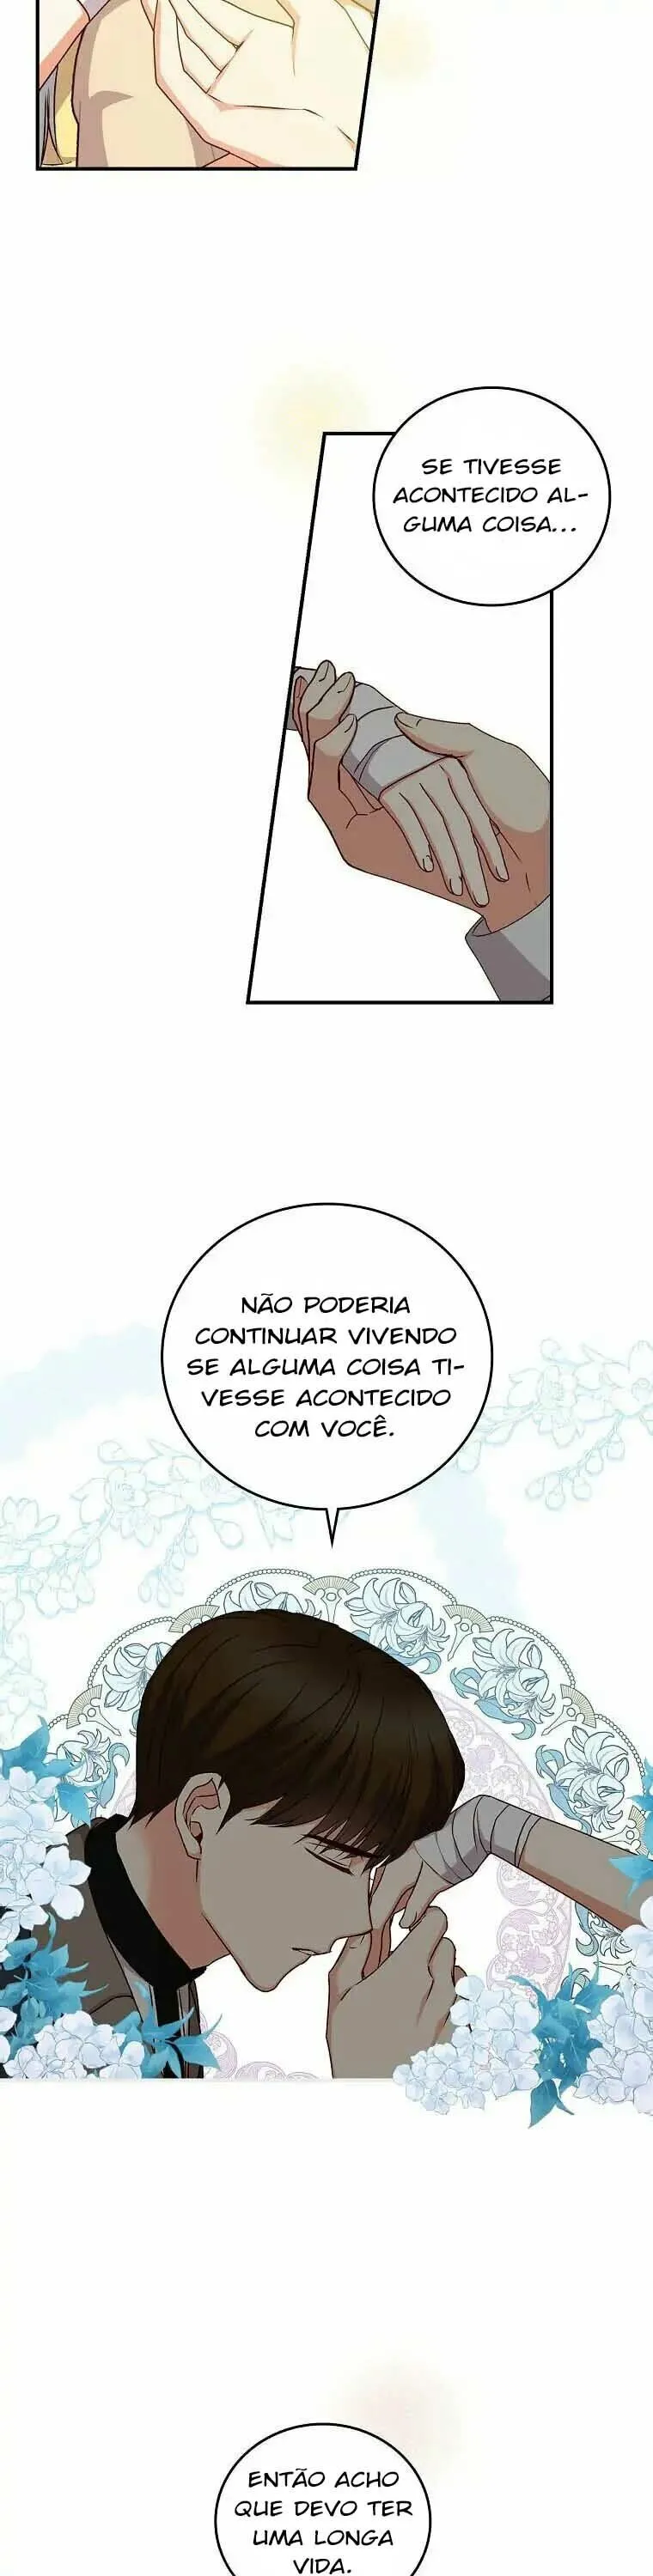 SE TIVESSE
ACONTECIDO AL-
GUMA COISA...
NÃO PODERIA
CONTINUAR VIVENDO
SE ALGUMA COISA TI-
VESSE ACONTECIDO
COM VOCÊ.
ENTÃO ACHO
QUE DEVO TER
UMA LONGA
VIDA.